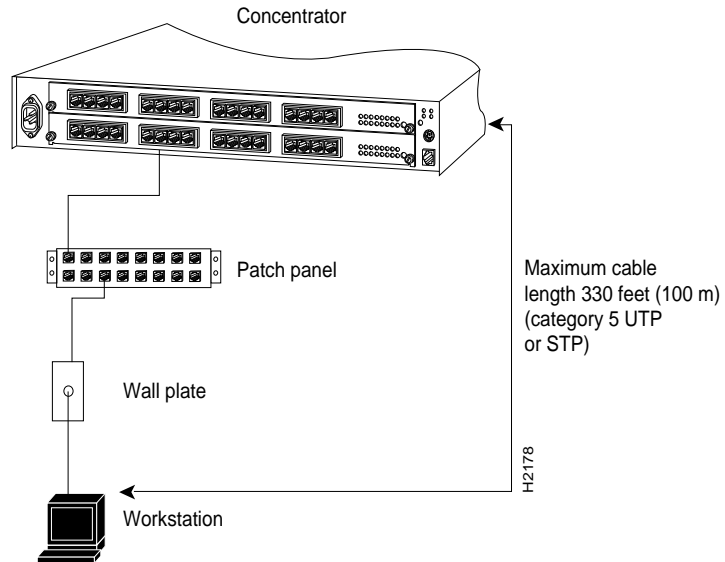 Concentrator
Patch panel
Maximum cable
length 330 feet (100 m)
(category 5 UTP
or STP)
Wall plate
H2178
Workstation